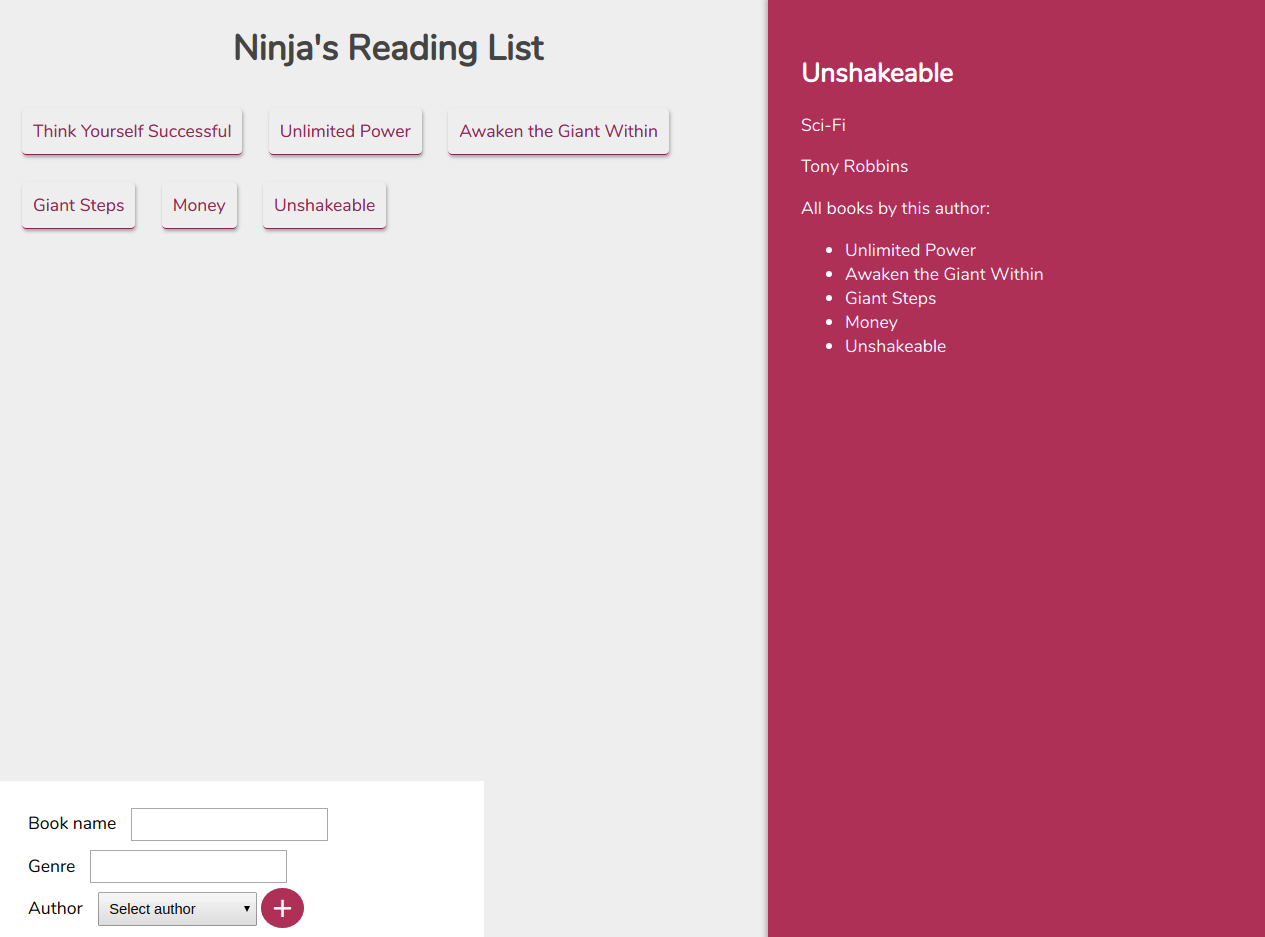 Ninja's Reading List
Think Yourself Successful
Unlimited Power
Awaken the Giant Within
Giant Steps
Money
Unshakeable
Book name
Genre
Author
Select author
+
Unshakeable
Sci-Fi
Tony Robbins
All books by this author:
Unlimited Power
Awaken the Giant Within
Giant Steps
Money
Unshakeable